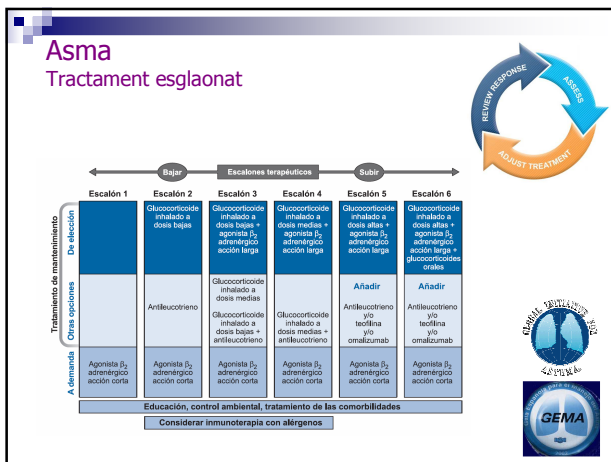 Asma
Tractament esglaonat
REVIEW RESPONSE
ASSESS
ADJUST TREATMENT
Bajar
Escalones terapéuticos
Subir
Escalón 1
Escalón 2
Escalón 3
Escalón 4
Escalón 5
Escalón 6
Tratamiento de mantenimiento
De elección
Glucocorticoide
inhalado a
dosis bajas
Glucocorticoide
inhalado a
dosis bajas +
agonista β2
adrenérgico
acción larga
Glucocorticoide
inhalado a
dosis medias +
agonista β2
adrenérgico
acción larga
Glucocorticoide
inhalado a
dosis altas +
agonista β2
adrenérgico
acción larga
Glucocorticoide
inhalado a
dosis altas +
agonista β2
adrenérgico
acción larga +
glucocorticoides
orales
Otras opciones
Antileucotrieno
Glucocorticoide
inhalado a
dosis medias
Glucocorticoide
inhalado a
dosis bajas +
antileucotrieno
Glucocorticoide
inhalado a
dosis medias +
antileucotrieno
Añadir
Antileucotrieno
y/o
teofilina
y/o
omalizumab
Añadir
Antileucotrieno
y/o
teofilina
y/o
omalizumab
A demanda
Agonista β2
adrenérgico
acción corta
Agonista β2
adrenérgico
acción corta
Agonista β2
adrenérgico
acción corta
Agonista β2
adrenérgico
acción corta
Agonista β2
adrenérgico
acción corta
Agonista β2
adrenérgico
acción corta
Educación, control ambiental, tratamiento de las comorbilidades
Considerar inmunoterapia con alérgenos
GLOBAL INITIATIVE FOR
ASTHMA
GEMA